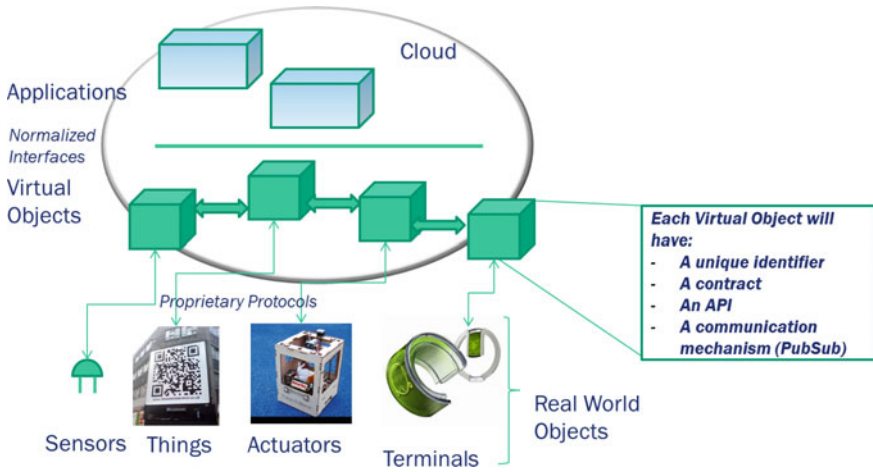 Cloud
Applications
Normalized
Interfaces
Virtual
Objects
Each Virtual Object will
have:
- A unique identifier
- A contract
- An API
- A communication
mechanism (PubSub)
Proprietary Protocols
Sensors
Things
Actuators
Terminals
Real World
Objects